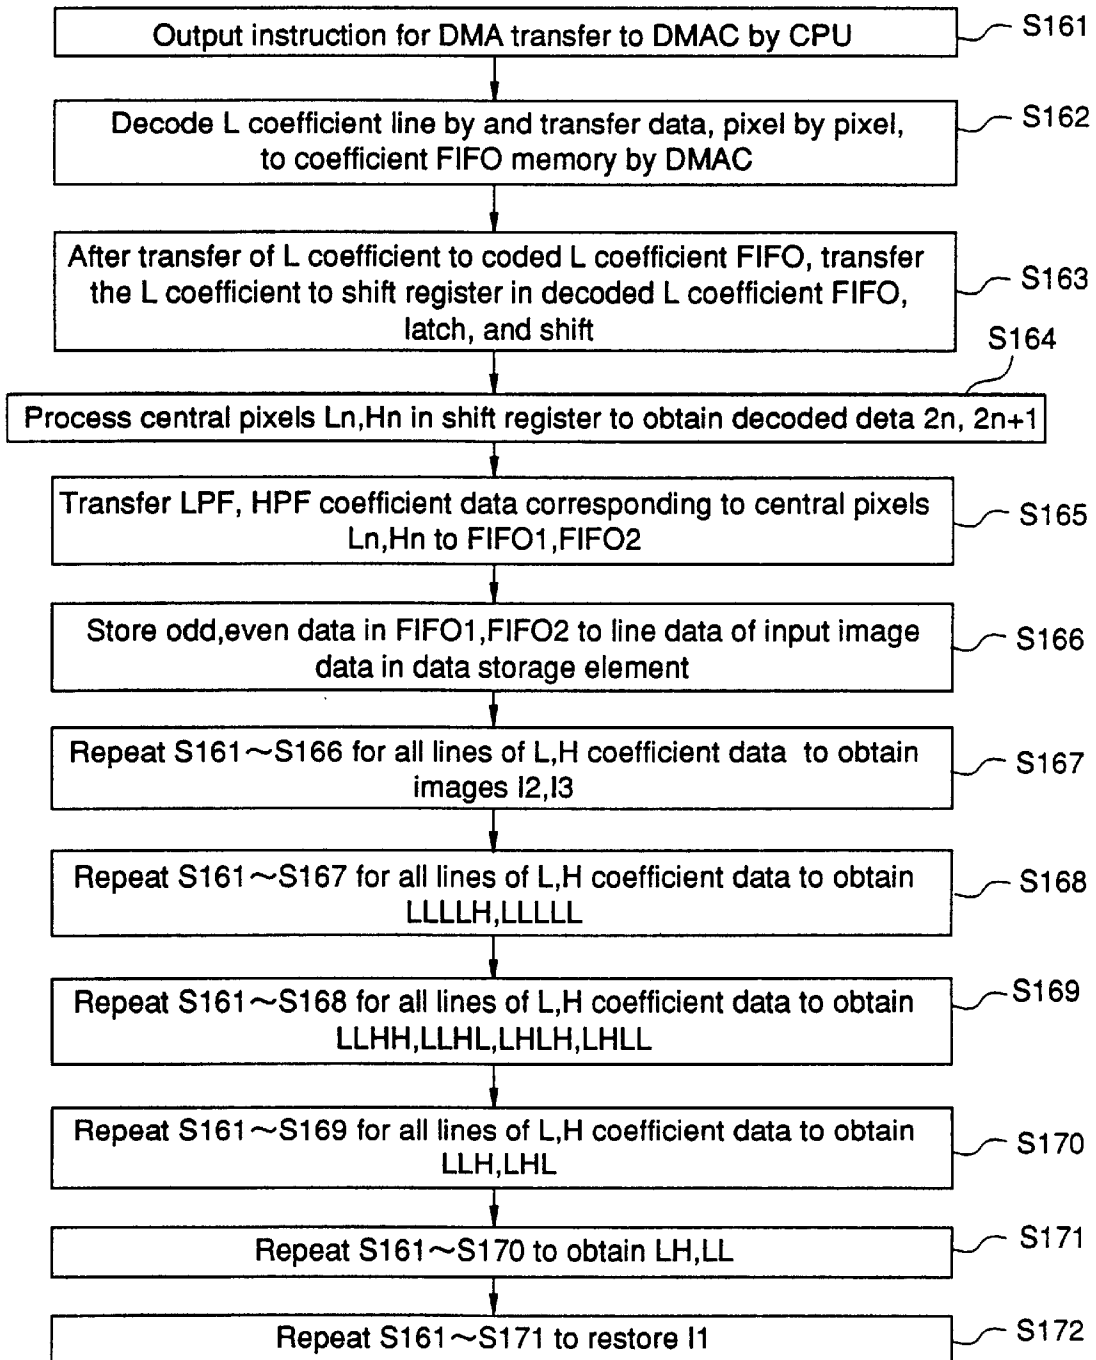 Output instruction for DMA transfer to DMAC by CPU
S161
Decode L coefficient line by and transfer data, pixel by pixel,
to coefficient FIFO memory by DMAC
S162
After transfer of L coefficient to coded L coefficient FIFO, transfer
the L coefficient to shift register in decoded L coefficient FIFO,
latch, and shift
S163
S164
Process central pixels Ln,Hn in shift register to obtain decoded deta 2n, 2n+1
Transfer LPF, HPF coefficient data corresponding to central pixels
Ln,Hn to FIFO1,FIFO2
S165
Store odd,even data in FIFO1,FIFO2 to line data of input image
data in data storage element
S166
Repeat S161~S166 for all lines of L,H coefficient data to obtain
images I2,I3
S167
Repeat S161~S167 for all lines of L,H coefficient data to obtain
LLLLH,LLLLL
S168
Repeat S161~S168 for all lines of L,H coefficient data to obtain
LLHH,LLHL,LHLH,LHLL
S169
Repeat S161~S169 for all lines of L,H coefficient data to obtain
LLH,LHL
S170
Repeat S161~S170 to obtain LH,LL
S171
Repeat S161~S171 to restore I1
S172